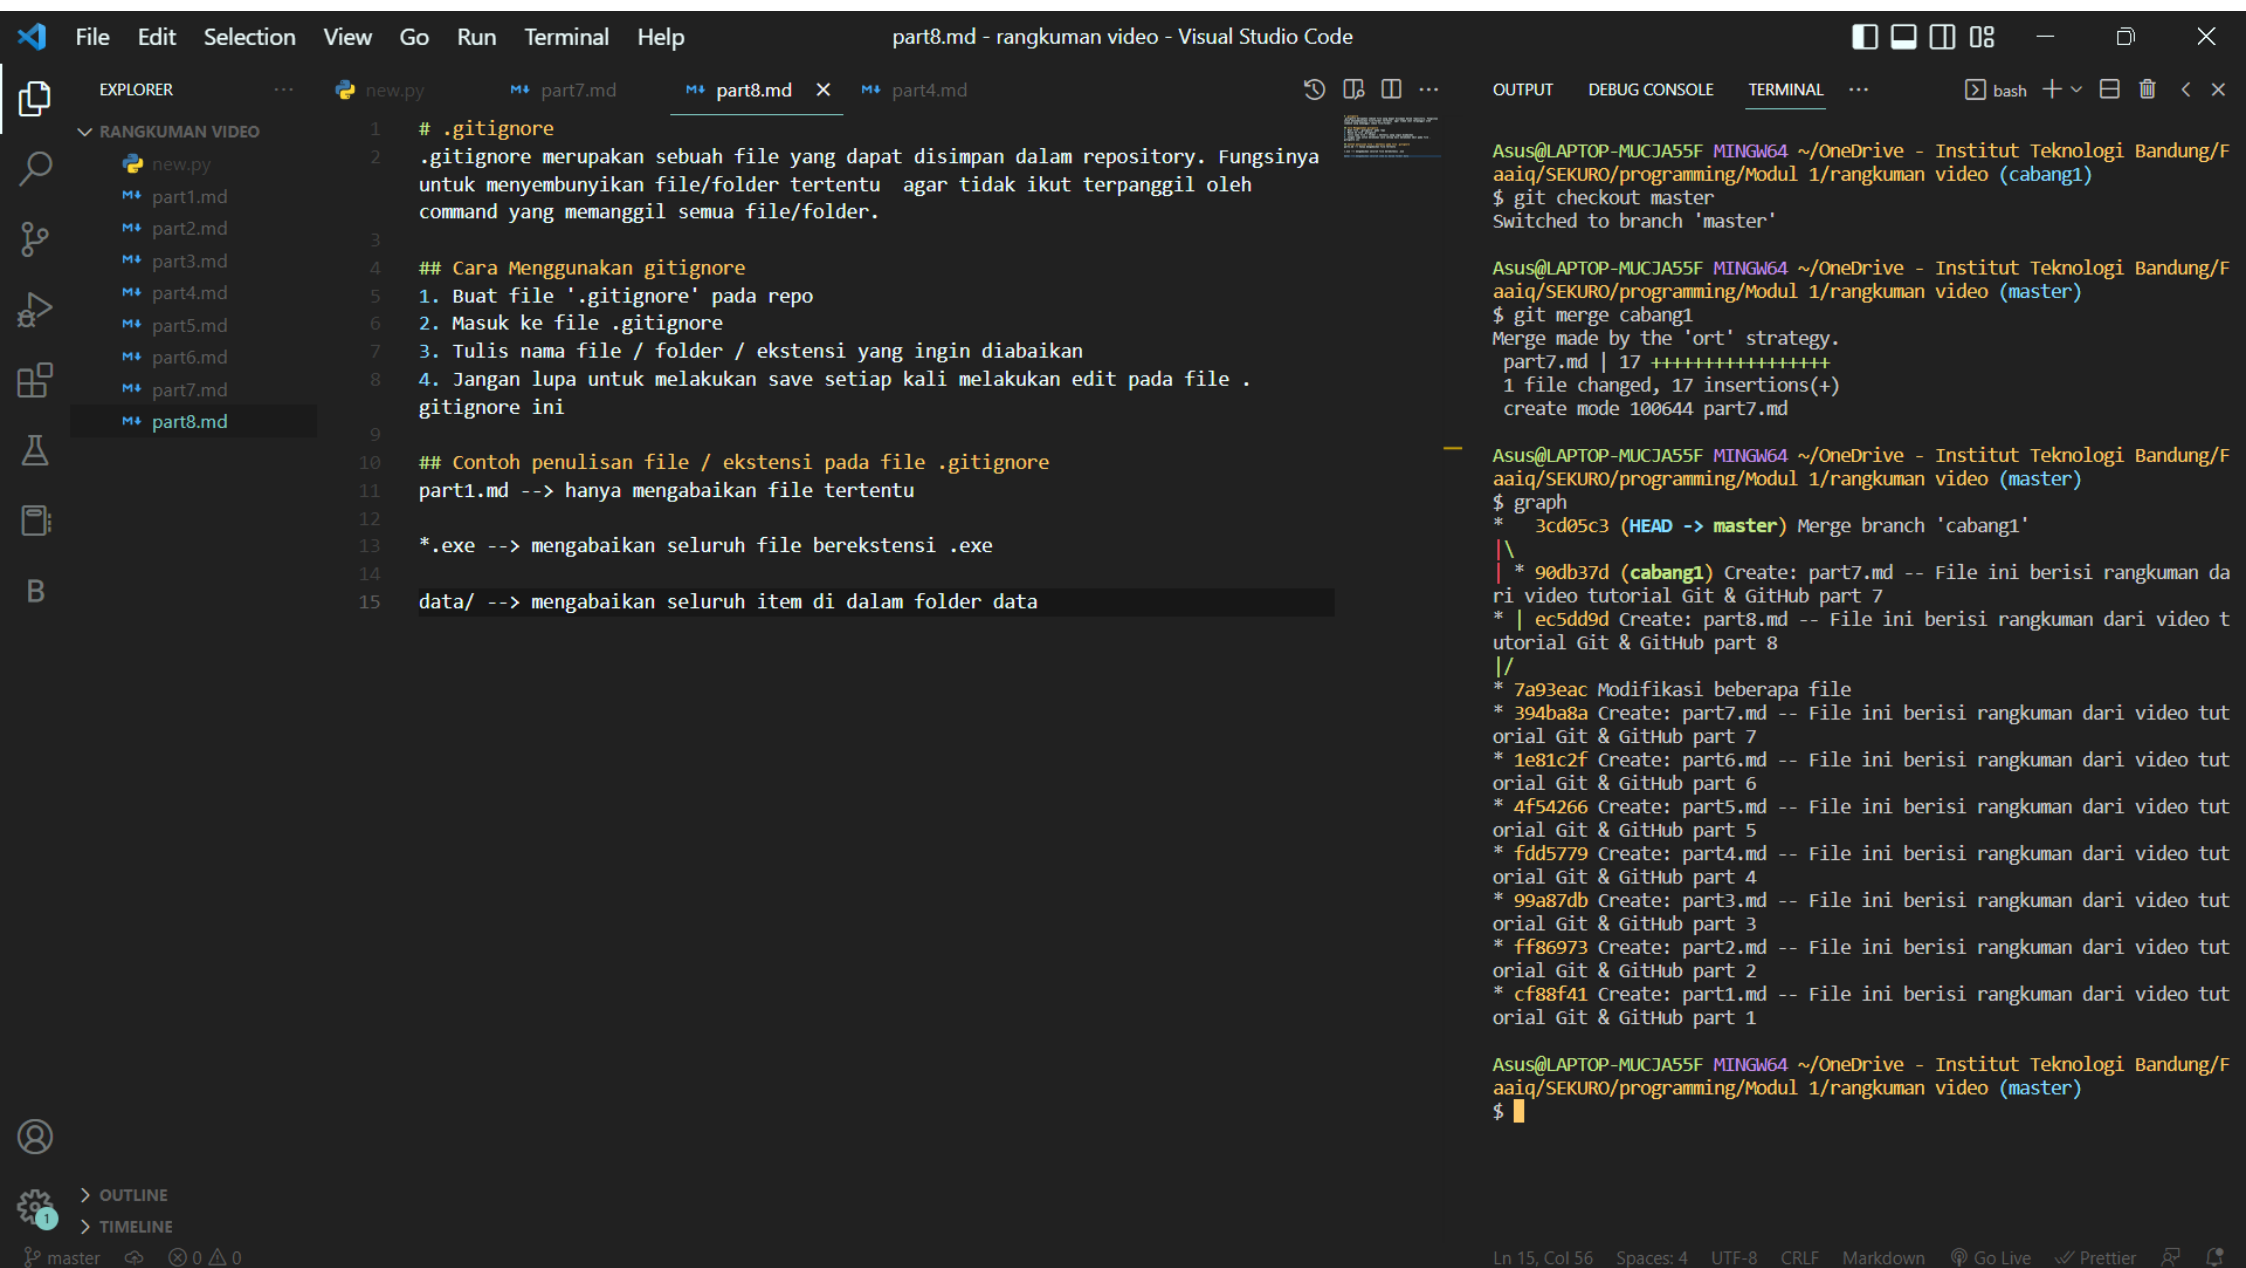 File Edit Selection View Go Run Terminal Help
part8.md - rangkuman video - Visual Studio Code
EXPLORER
RANGKUMAN VIDEO
new.py
part1.md
part2.md
part3.md
part4.md
part5.md
part6.md
part7.md
part8.md
OUTLINE
TIMELINE
new.py part7.md part8.md part4.md
1 # .gitignore
2 .gitignore merupakan sebuah file yang dapat disimpan dalam repository. Fungsinya
untuk menyembunyikan file/folder tertentu  agar tidak ikut terpanggil oleh
command yang memanggil semua file/folder.
3
4 ## Cara Menggunakan gitignore
5 1. Buat file '.gitignore' pada repo
6 2. Masuk ke file .gitignore
7 3. Tulis nama file / folder / ekstensi yang ingin diabaikan
8 4. Jangan lupa untuk melakukan save setiap kali melakukan edit pada file .
gitignore ini
9
10 ## Contoh penulisan file / ekstensi pada file .gitignore
11 part1.md --> hanya mengabaikan file tertentu
12
13 *.exe --> mengabaikan seluruh file berekstensi .exe
14
15 data/ --> mengabaikan seluruh item di dalam folder data
OUTPUT DEBUG CONSOLE TERMINAL
bash
Asus@LAPTOP-MUCJA55F MINGW64 ~/OneDrive - Institut Teknologi Bandung/F
aaiq/SEKURO/programming/Modul 1/rangkuman video (cabang1)
$ git checkout master
Switched to branch 'master'
Asus@LAPTOP-MUCJA55F MINGW64 ~/OneDrive - Institut Teknologi Bandung/F
aaiq/SEKURO/programming/Modul 1/rangkuman video (master)
$ git merge cabang1
Merge made by the 'ort' strategy.
part7.md | 17 +++++++++++++++++
1 file changed, 17 insertions(+)
create mode 100644 part7.md
Asus@LAPTOP-MUCJA55F MINGW64 ~/OneDrive - Institut Teknologi Bandung/F
aaiq/SEKURO/programming/Modul 1/rangkuman video (master)
$ graph
*   3cd05c3 (HEAD -> master) Merge branch 'cabang1'
|\
| * 90db37d (cabang1) Create: part7.md -- File ini berisi rangkuman da
ri video tutorial Git & GitHub part 7
* | ec5dd9d Create: part8.md -- File ini berisi rangkuman dari video t
utorial Git & GitHub part 8
|/
* 7a93eac Modifikasi beberapa file
* 394ba8a Create: part7.md -- File ini berisi rangkuman dari video tut
orial Git & GitHub part 7
* 1e81c2f Create: part6.md -- File ini berisi rangkuman dari video tut
orial Git & GitHub part 6
* 4f54266 Create: part5.md -- File ini berisi rangkuman dari video tut
orial Git & GitHub part 5
* fdd5779 Create: part4.md -- File ini berisi rangkuman dari video tut
orial Git & GitHub part 4
* 99a87db Create: part3.md -- File ini berisi rangkuman dari video tut
orial Git & GitHub part 3
* ff86973 Create: part2.md -- File ini berisi rangkuman dari video tut
orial Git & GitHub part 2
* cf88f41 Create: part1.md -- File ini berisi rangkuman dari video tut
orial Git & GitHub part 1
Asus@LAPTOP-MUCJA55F MINGW64 ~/OneDrive - Institut Teknologi Bandung/F
aaiq/SEKURO/programming/Modul 1/rangkuman video (master)
$
B
1
master 0 0
Ln 15, Col 56 Spaces: 4 UTF-8 CRLF Markdown Go Live Prettier